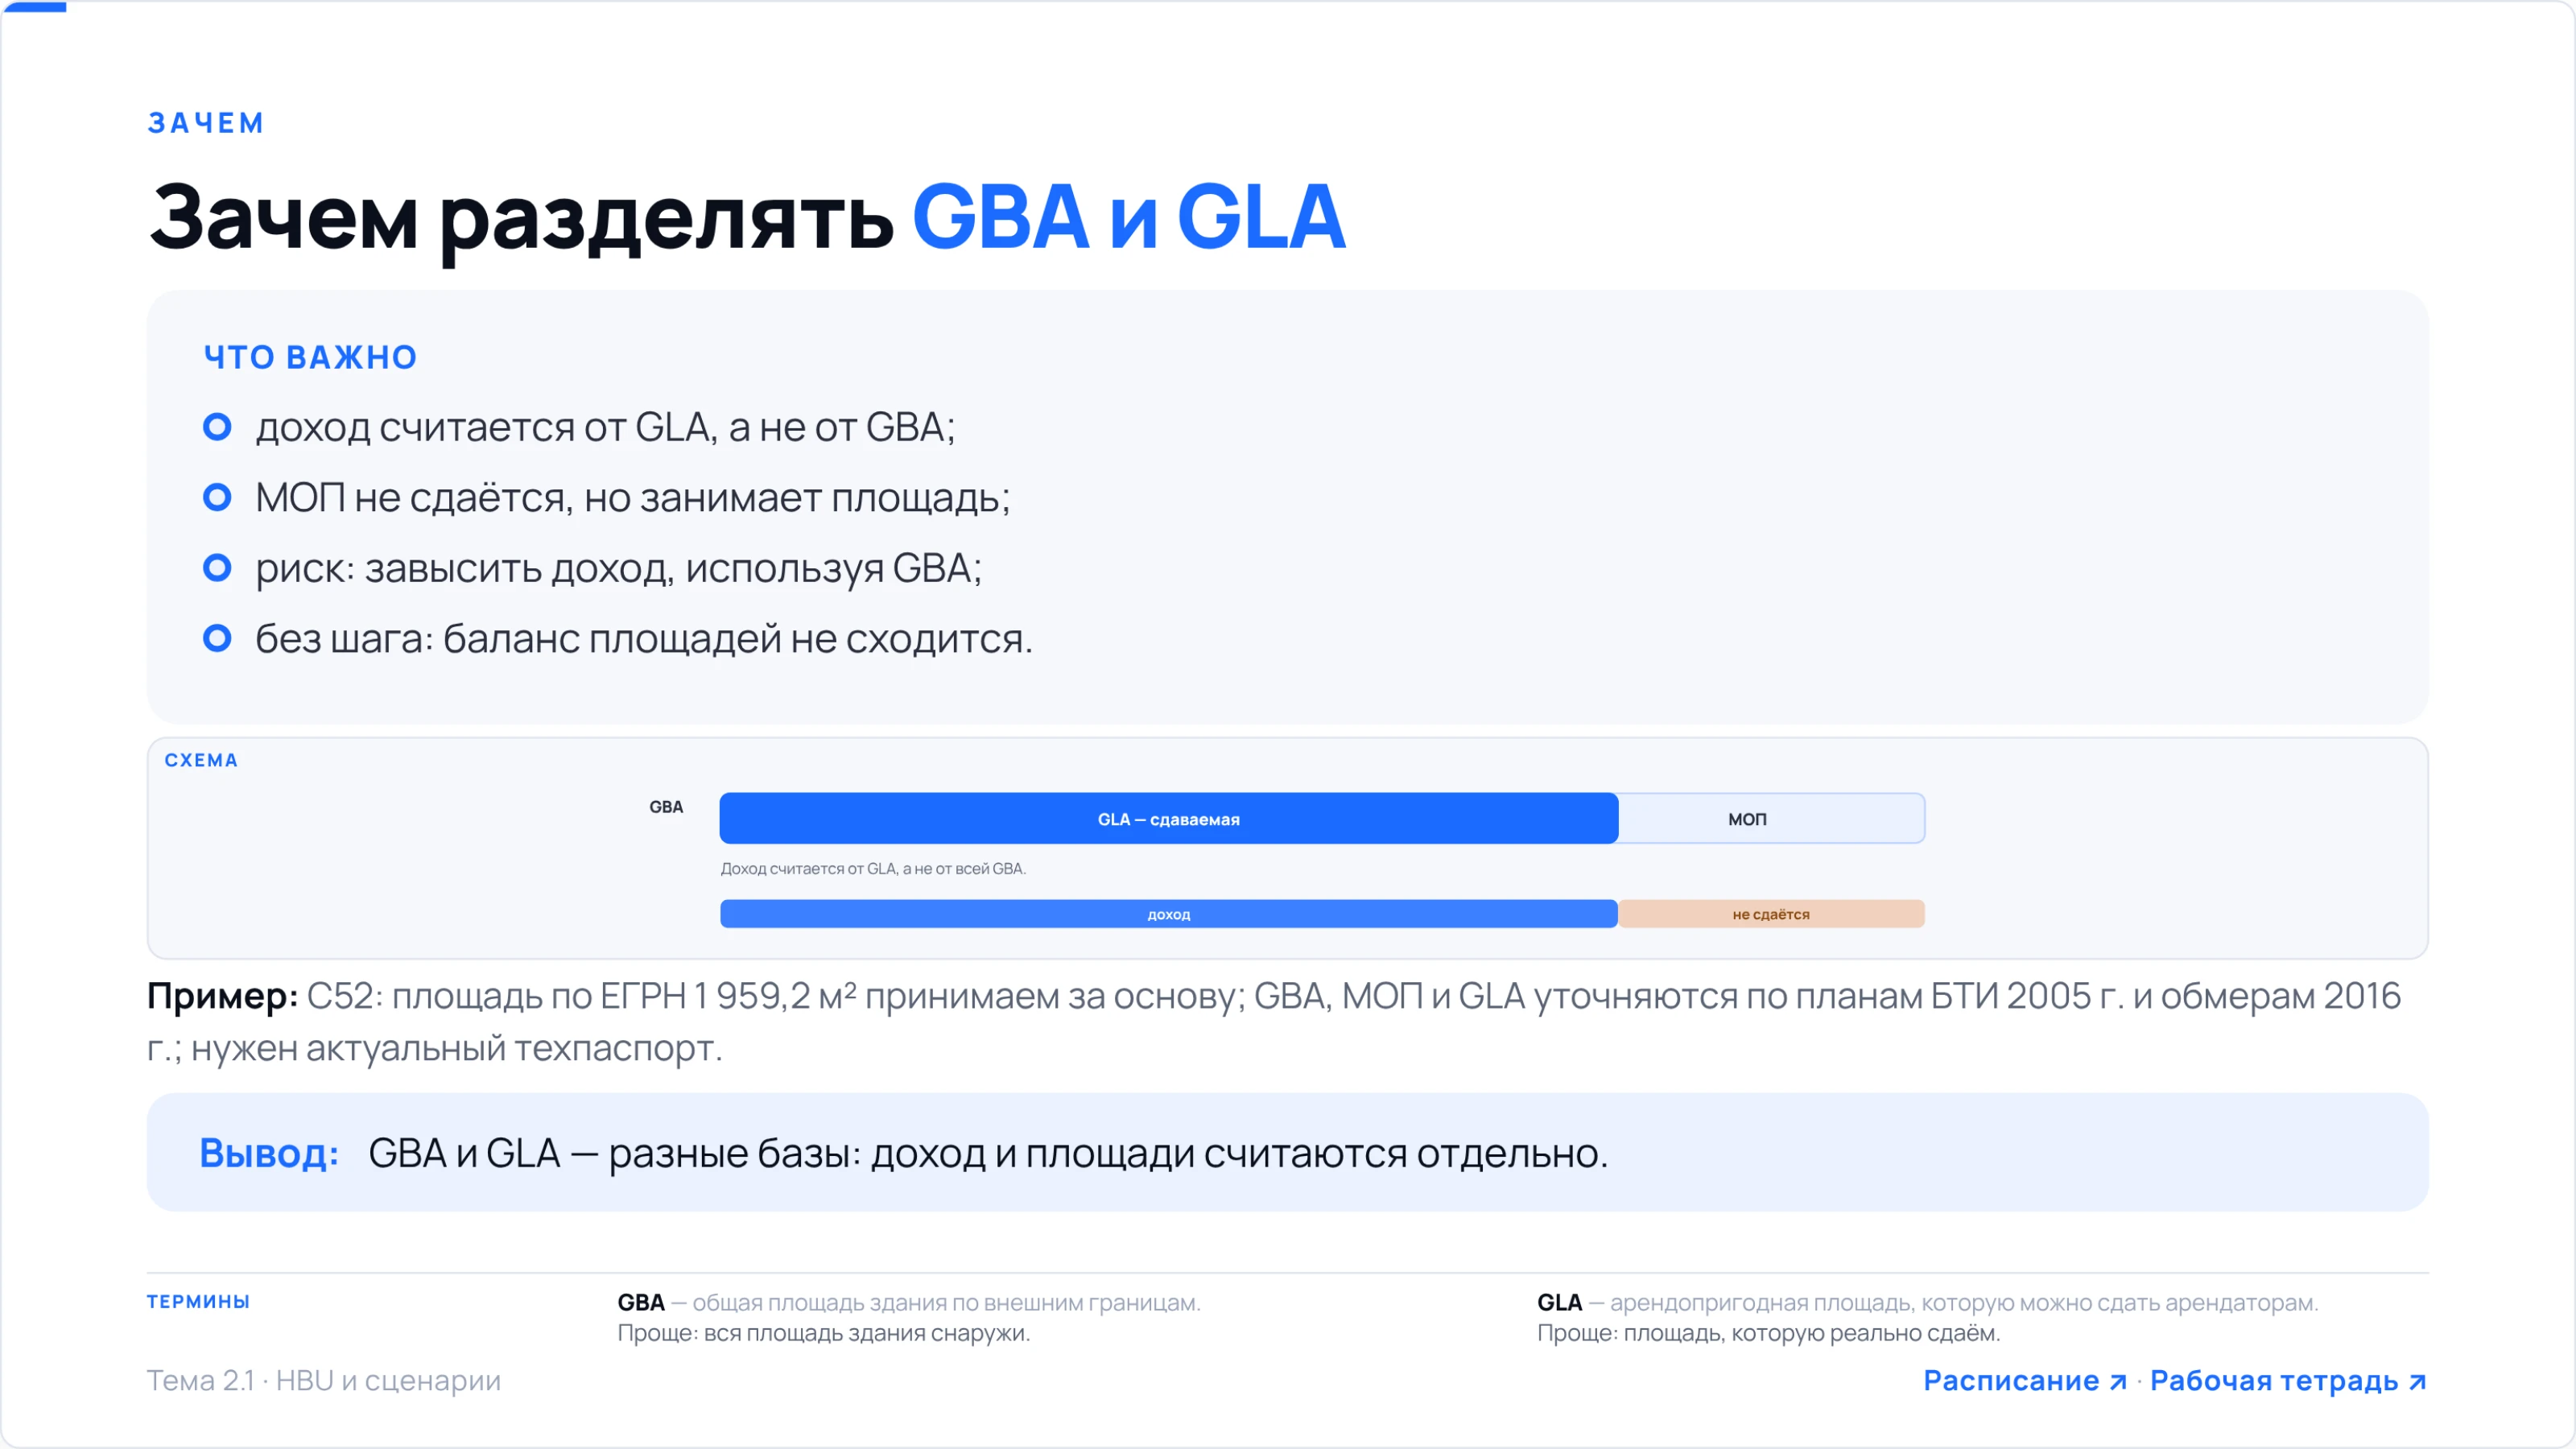 ЗАЧЕМ
Зачем разделять GBA и GLA
ЧТО ВАЖНО
доход считается от GLA, а не от GBA;
МОП не сдаётся, но занимает площадь;
риск: завысить доход, используя GBA;
без шага: баланс площадей не сходится.
СХЕМА
GBA
GLA — сдаваемая
МОП
Доход считается от GLA, а не от всей GBA.
доход
не сдаётся
Пример: С52: площадь по ЕГРН 1 959,2 м² принимаем за основу; GBA, МОП и GLA уточняются по планам БТИ 2005 г. и обмерам 2016
г.; нужен актуальный техпаспорт.
Вывод: GBA и GLA — разные базы: доход и площади считаются отдельно.
ТЕРМИНЫ
GBA — общая площадь здания по внешним границам.
Проще: вся площадь здания снаружи.
GLA — арендопригодная площадь, которую можно сдать арендаторам.
Проще: площадь, которую реально сдаём.
Тема 2.1 · HBU и сценарии
Расписание ↗ · Рабочая тетрадь ↗